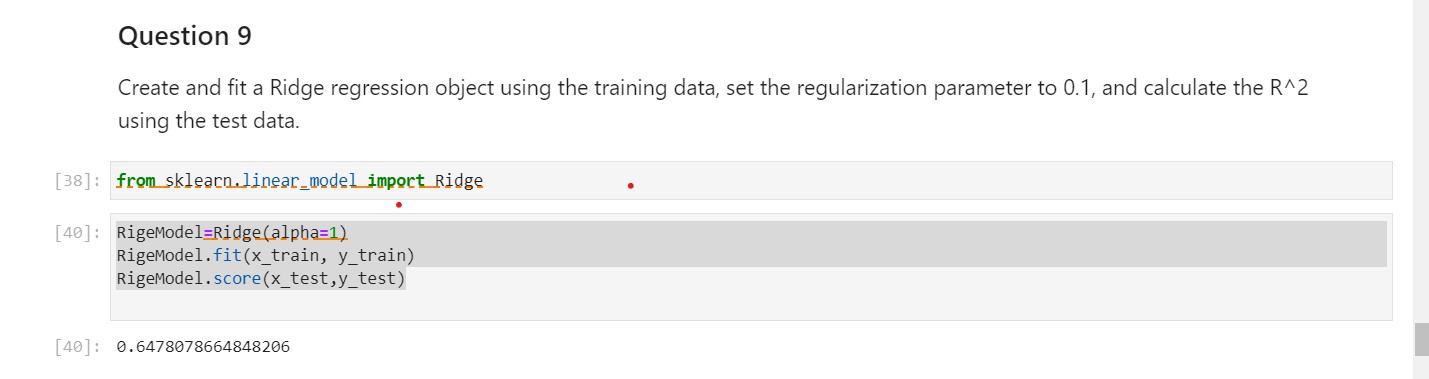 Question 9
Create and fit a Ridge regression object using the training data, set the regularization parameter to 0.1, and calculate the R^2
using the test data.
[38]: from sklearn.linear_model import Ridge
[40]: RigeModel=Ridge(alpha=1)
RigeModel.fit(x_train, y_train)
RigeModel.score(x_test,y_test)
[40]: 0.6478078664848206